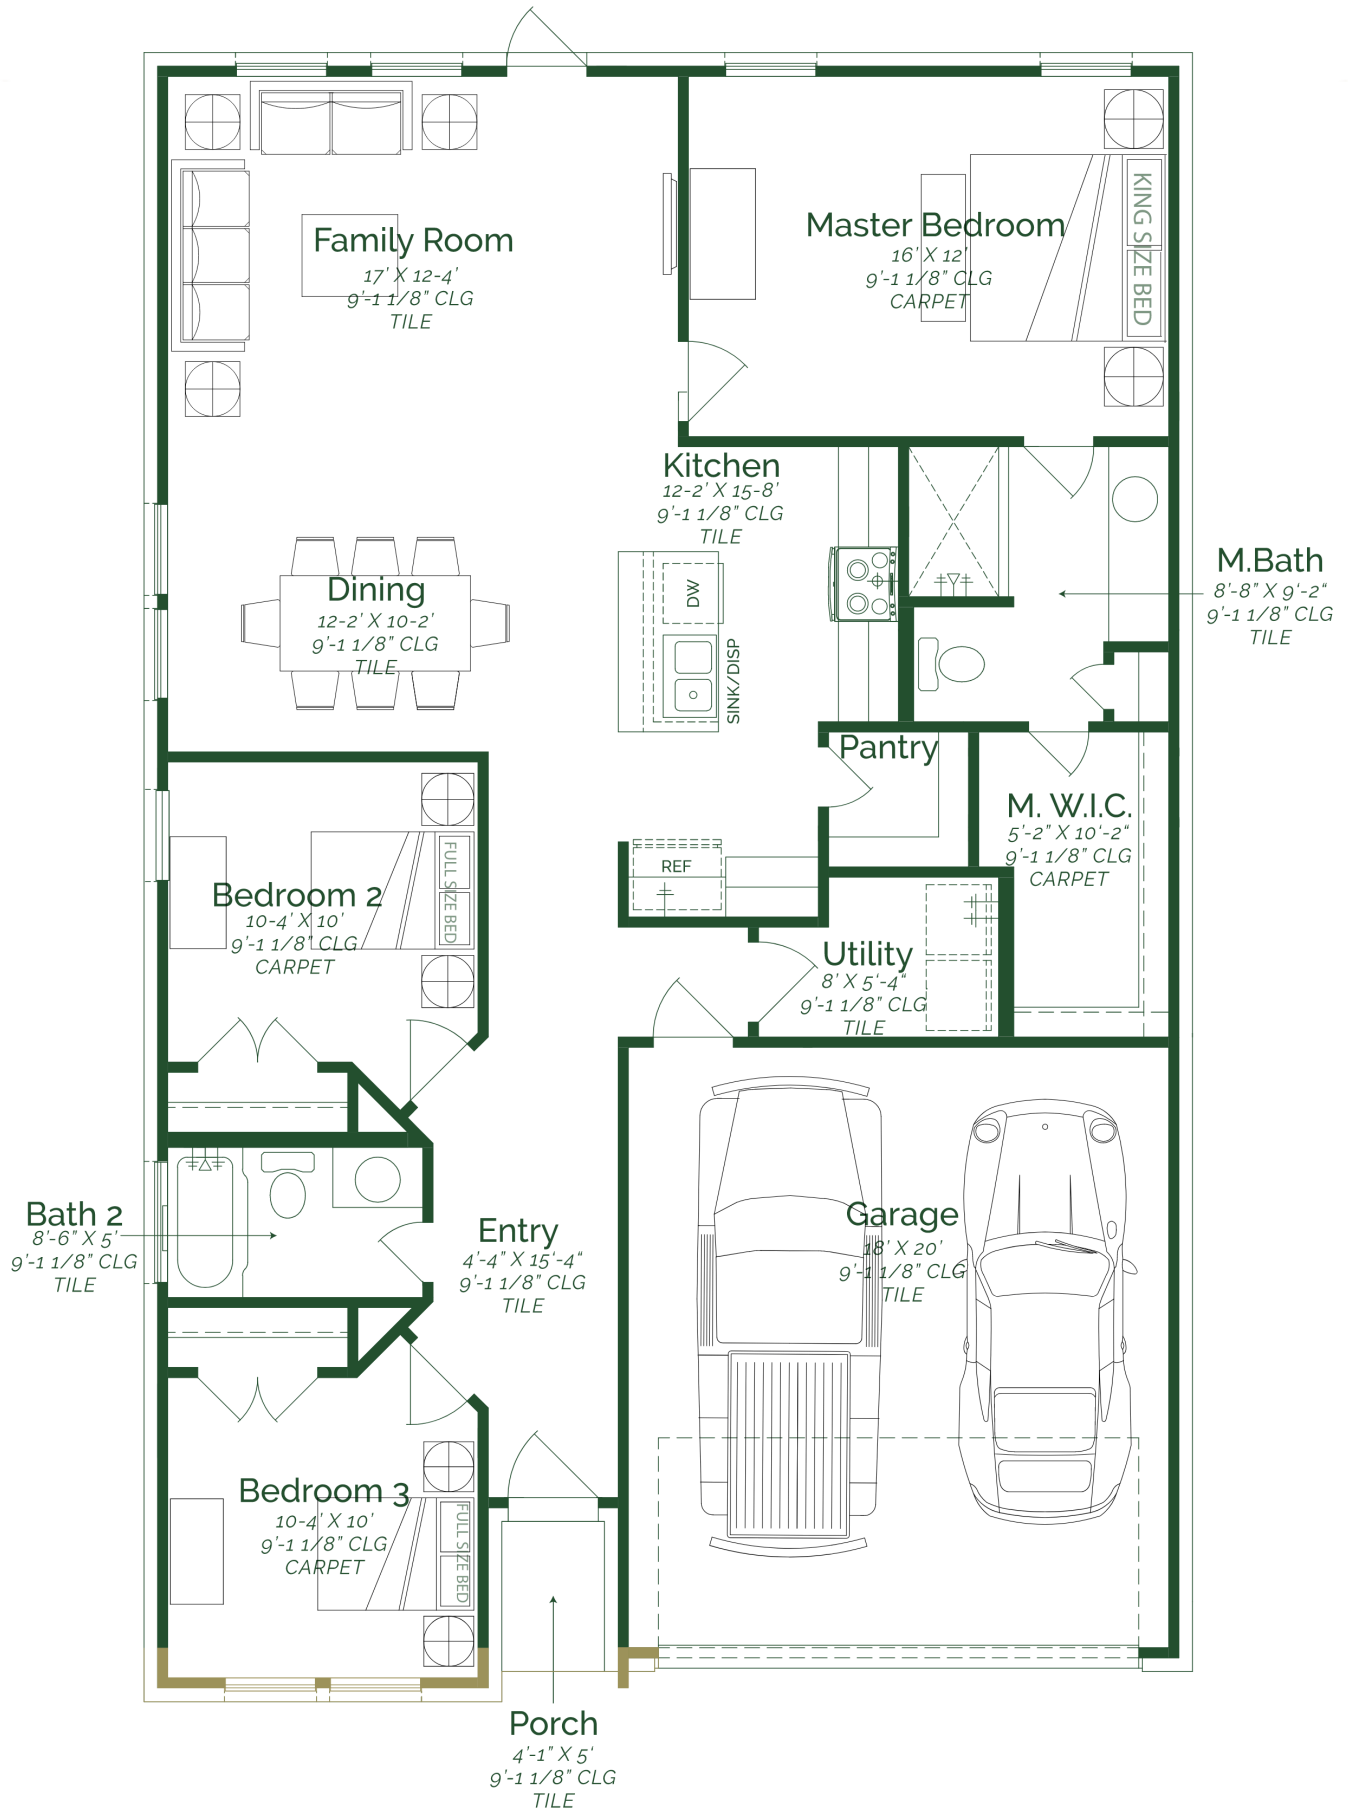 Family Room
17' X 12-4'
9'-1 1/8" CLG
TILE
Master Bedroom
16' X 12'
9'-1 1/8" CLG
CARPET
KING SIZE BED
Kitchen
12-2' X 15-8'
9'-1 1/8" CLG
TILE
DW
SINK/DISP
M.Bath
8'-8" X 9'-2"
9'-1 1/8" CLG
TILE
Dining
12-2' X 10-2'
9'-1 1/8" CLG
TILE
Pantry
M. W.I.C.
5'-2" X 10'-2"
9'-1 1/8" CLG
CARPET
REF
Bedroom 2
10-4' X 10'
9'-1 1/8" CLG
CARPET
FULL SIZE BED
Utility
8' X 5'-4"
9'-1 1/8" CLG
TILE
Bath 2
8'-6" X 5'
9'-1 1/8" CLG
TILE
Entry
4'-4" X 15'-4"
9'-1 1/8" CLG
TILE
Garage
18' X 20'
9'-1 1/8" CLG
TILE
Bedroom 3
10-4' X 10'
9'-1 1/8" CLG
CARPET
FULL SIZE BED
Porch
4'-1" X 5'
9'-1 1/8" CLG
TILE